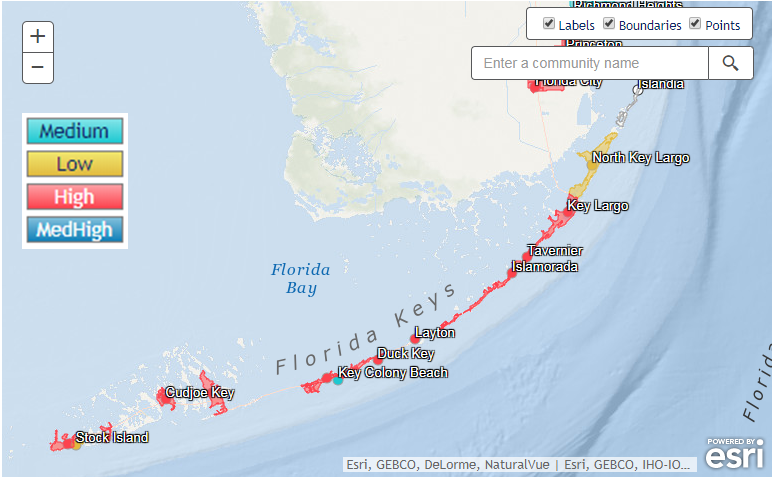 Richmond Heights
Labels
Boundaries
Points
Princeton
+
−
Enter a community name
Florida City
Islandia
Medium
Low
High
MedHigh
North Key Largo
Key Largo
Tavernier
Islamorada
Florida
Bay
Florida Keys
Layton
Duck Key
Key Colony Beach
Cudjoe Key
Stock Island
Florida
POWERED BY
esri
Esri, GEBCO, DeLorme, NaturalVue | Esri, GEBCO, IHO-IO...